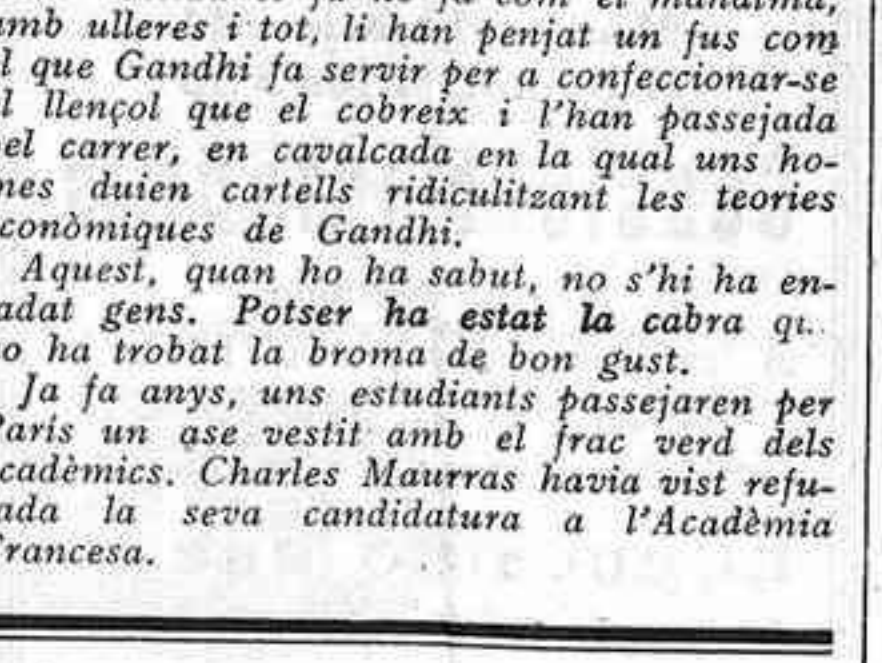 amb ulleres i tot, li han penjat un fus com
l que Gandhi fa servir per a confeccionar-se
l llençol que el cobreix i l'han passejada
el carrer, en cavalcada en la qual uns ho-
mes duien cartells ridiculitzant les teories
conòmiques de Gandhi.
Aquest, quan ho ha sabut, no s'hi ha en-
adat gens. Potser ha estat la cabra
o ha trobat la broma de bon gust.
Ja fa anys, uns estudiants passejaren per
París un ase vestit amb el frac verd dels
cadèmics. Charles Maurras havia vist refu-
ada la seva candidatura a l'Acadèmia
rancesa.